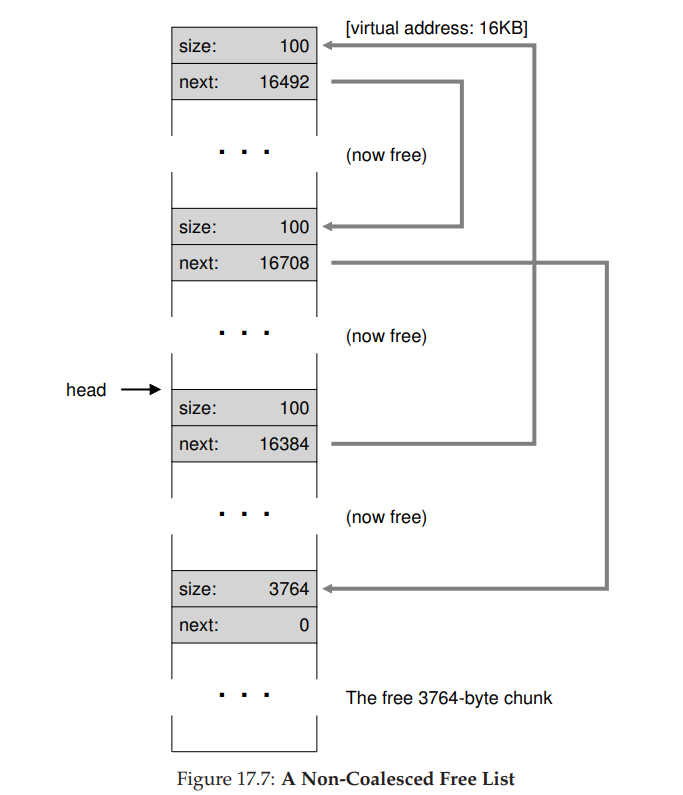 [virtual address: 16KB]
size: 100
next: 16492
. . .
(now free)
size: 100
next: 16708
. . .
(now free)
head
size: 100
next: 16384
. . .
(now free)
size: 3764
next: 0
. . .
The free 3764-byte chunk
Figure 17.7: A Non-Coalesced Free List